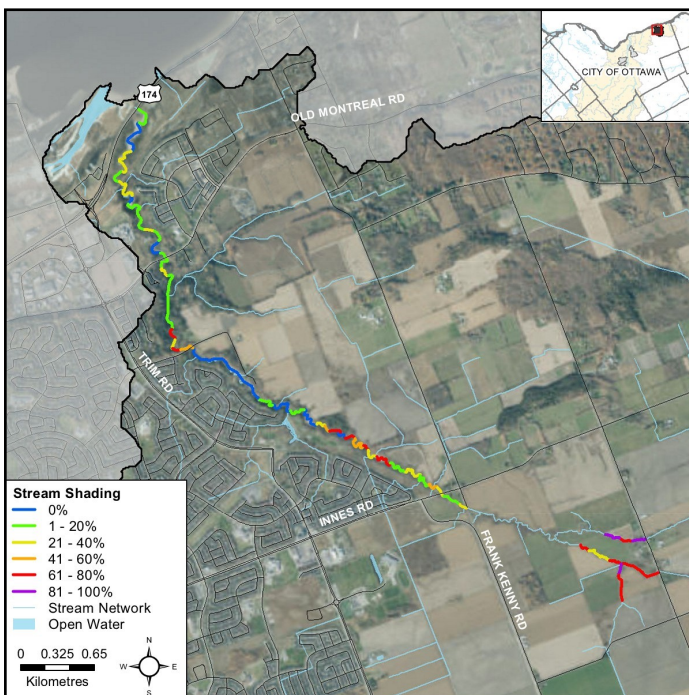 CITY OF OTTAWA
174
OLD MONTREAL RD
TRIM RD
INNES RD
FRANK KENNY RD
Stream Shading
0%
1 - 20%
21 - 40%
41 - 60%
61 - 80%
81 - 100%
Stream Network
Open Water
0 0.325 0.65
Kilometres
N
W E
S